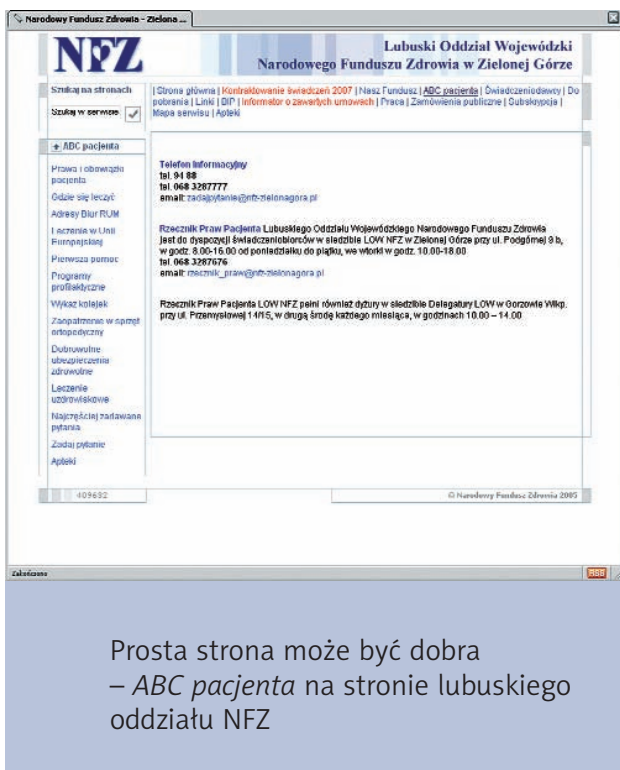 Narodowy Fundusz Zdrowia - Zielona ...
NFZ
Lubuski Oddział Wojewódzki
Narodowego Funduszu Zdrowia w Zielonej Górze
Szukaj na stronach
Szukaj w serwisie
| Strona główna | Kontraktowanie świadczeń 2007 | Nasz Fundusz | ABC pacjenta | Świadczeniodawcy | Do
pobrania | Linki | BIP | Informator o zawartych umowach | Praca | Zamówienia publiczne | Subskrypcja |
Mapa serwisu | Apteki
ABC pacjenta
Prawa i obowiązki
pacjenta
Gdzie się leczyć
Adresy Biur RUM
Leczenie w Unii
Europejskiej
Pierwsza pomoc
Programy
profilaktyczne
Wykaz kolejek
Zaopatrzenie w sprzęt
ortopedyczny
Dobrowolne
ubezpieczenia
zdrowotne
Leczenie
uzdrowiskowe
Najczęściej zadawane
pytania
Zadaj pytanie
Apteki
Telefon Informacyjny
tel. 94 88
tel. 068 3287777
email: zadajpytanie@nfz-zielonagora.pl
Rzecznik Praw Pacjenta Lubuskiego Oddziału Wojewódzkiego Narodowego Funduszu Zdrowia
jest do dyspozycji świadczeniobiorców w siedzibie LOW NFZ w Zielonej Górze przy ul. Podgórnej 9 b,
w godz. 8.00-16.00 od poniedziałku do piątku, we wtorki w godz. 10.00-18.00
tel. 068 3287676
email: rzecznik_praw@nfz-zielonagora.pl
Rzecznik Praw Pacjenta LOW NFZ pełni również dyżury w siedzibie Delegatury LOW w Gorzowie Wlkp.
przy ul. Przemysłowej 14/15, w drugą środę każdego miesiąca, w godzinach 10.00 – 14.00
409632
© Narodowy Fundusz Zdrowia 2005
Zakończono
RSS
Prosta strona może być dobra
– ABC pacjenta na stronie lubuskiego
oddziału NFZ